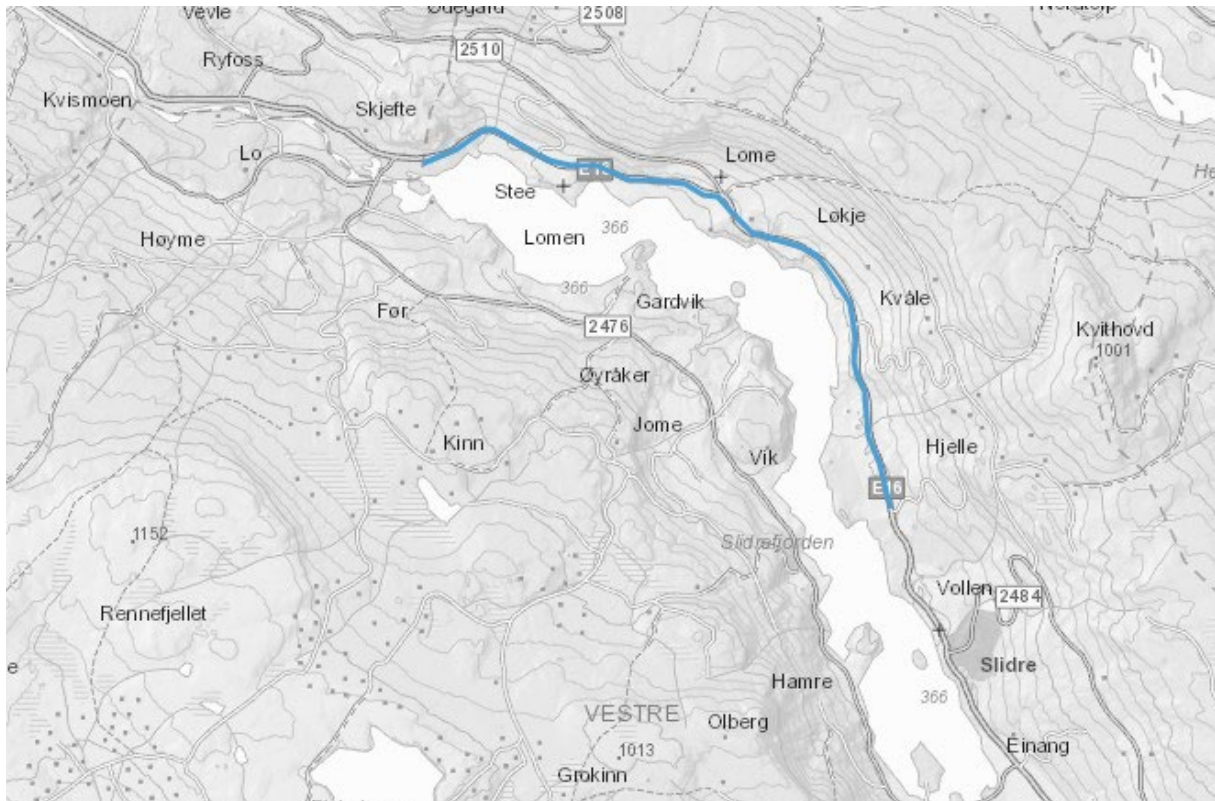 Vevle
Ødegård
2508
2510
Ryfoss
Kvismoen
Skjefte
Lo
Lome
E16
Stee
Løkje
366
Lomen
Høyme
366
Gardvik
Kvåle
Før
2476
Kvithovd
1001
Øyråker
Jome
Kinn
Vik
Hjelle
E16
1152
Slidrefjorden
Rennefjellet
Vollen
2484
Slidre
Hamre
366
VESTRE
Olberg
Einang
1013
Grokinn